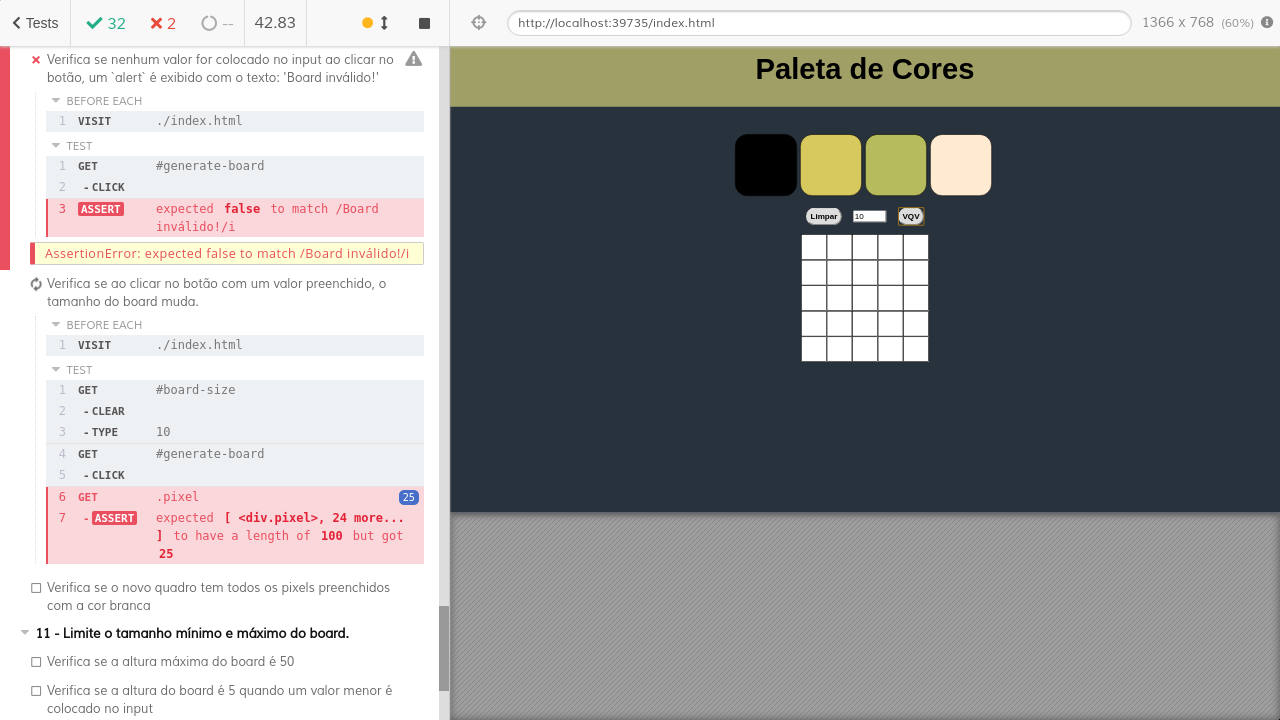 Tests 32 2 -- 42.83 http://localhost:39735/index.html 1366 x 768 (60%)
Verifica se nenhum valor for colocado no input ao clicar no
botão, um `alert` é exibido com o texto: 'Board inválido!'
BEFORE EACH
1 VISIT ./index.html
TEST
1 GET #generate-board
2 - CLICK
3 ASSERT expected false to match /Board
inválido!/i
AssertionError: expected false to match /Board inválido!/i
Verifica se ao clicar no botão com um valor preenchido, o
tamanho do board muda.
BEFORE EACH
1 VISIT ./index.html
TEST
1 GET #board-size
2 - CLEAR
3 - TYPE 10
4 GET #generate-board
5 - CLICK
6 GET .pixel 25
7 - ASSERT expected [ <div.pixel>, 24 more...
] to have a length of 100 but got
25
Verifica se o novo quadro tem todos os pixels preenchidos
com a cor branca
11 - Limite o tamanho mínimo e máximo do board.
Verifica se a altura máxima do board é 50
Verifica se a altura do board é 5 quando um valor menor é
colocado no input
Paleta de Cores
Limpar 10 VQV